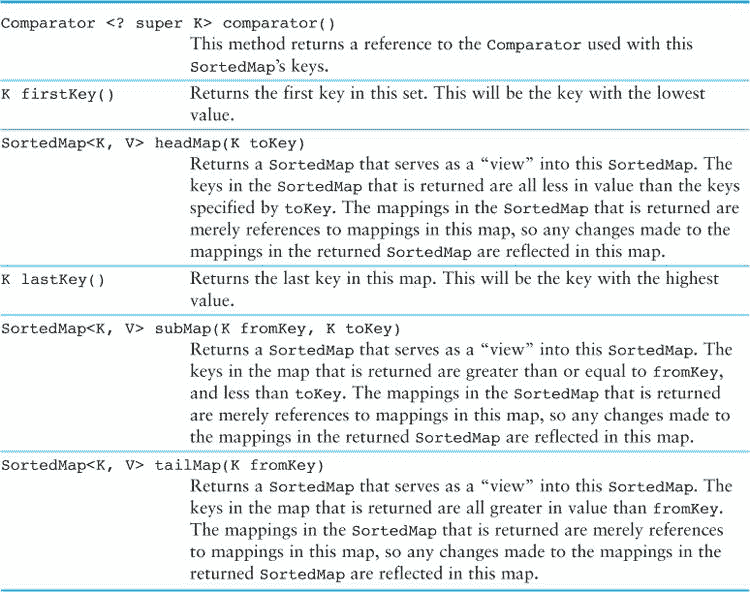 Comparator <? super K> comparator()
This method returns a reference to the Comparator used with this
SortedMap's keys.
K firstKey() Returns the first key in this set. This will be the key with the lowest
value.
SortedMap<K, V> headMap(K toKey)
Returns a SortedMap that serves as a “view” into this SortedMap. The
keys in the SortedMap that is returned are all less in value than the keys
specified by toKey. The mappings in the SortedMap that is returned are
merely references to mappings in this map, so any changes made to the
mappings in the returned SortedMap are reflected in this map.
K lastKey() Returns the last key in this map. This will be the key with the highest
value.
SortedMap<K, V> subMap(K fromKey, K toKey)
Returns a SortedMap that serves as a “view” into this SortedMap. The
keys in the map that is returned are greater than or equal to fromKey,
and less than toKey. The mappings in the SortedMap that is returned
are merely references to mappings in this map, so any changes made to
the mappings in the returned SortedMap are reflected in this map.
SortedMap<K, V> tailMap(K fromKey)
Returns a SortedMap that serves as a “view” into this SortedMap. The
keys in the map that is returned are all greater in value than fromKey.
The mappings in the SortedMap that is returned are merely references
to mappings in this map, so any changes made to the mappings in the
returned SortedMap are reflected in this map.